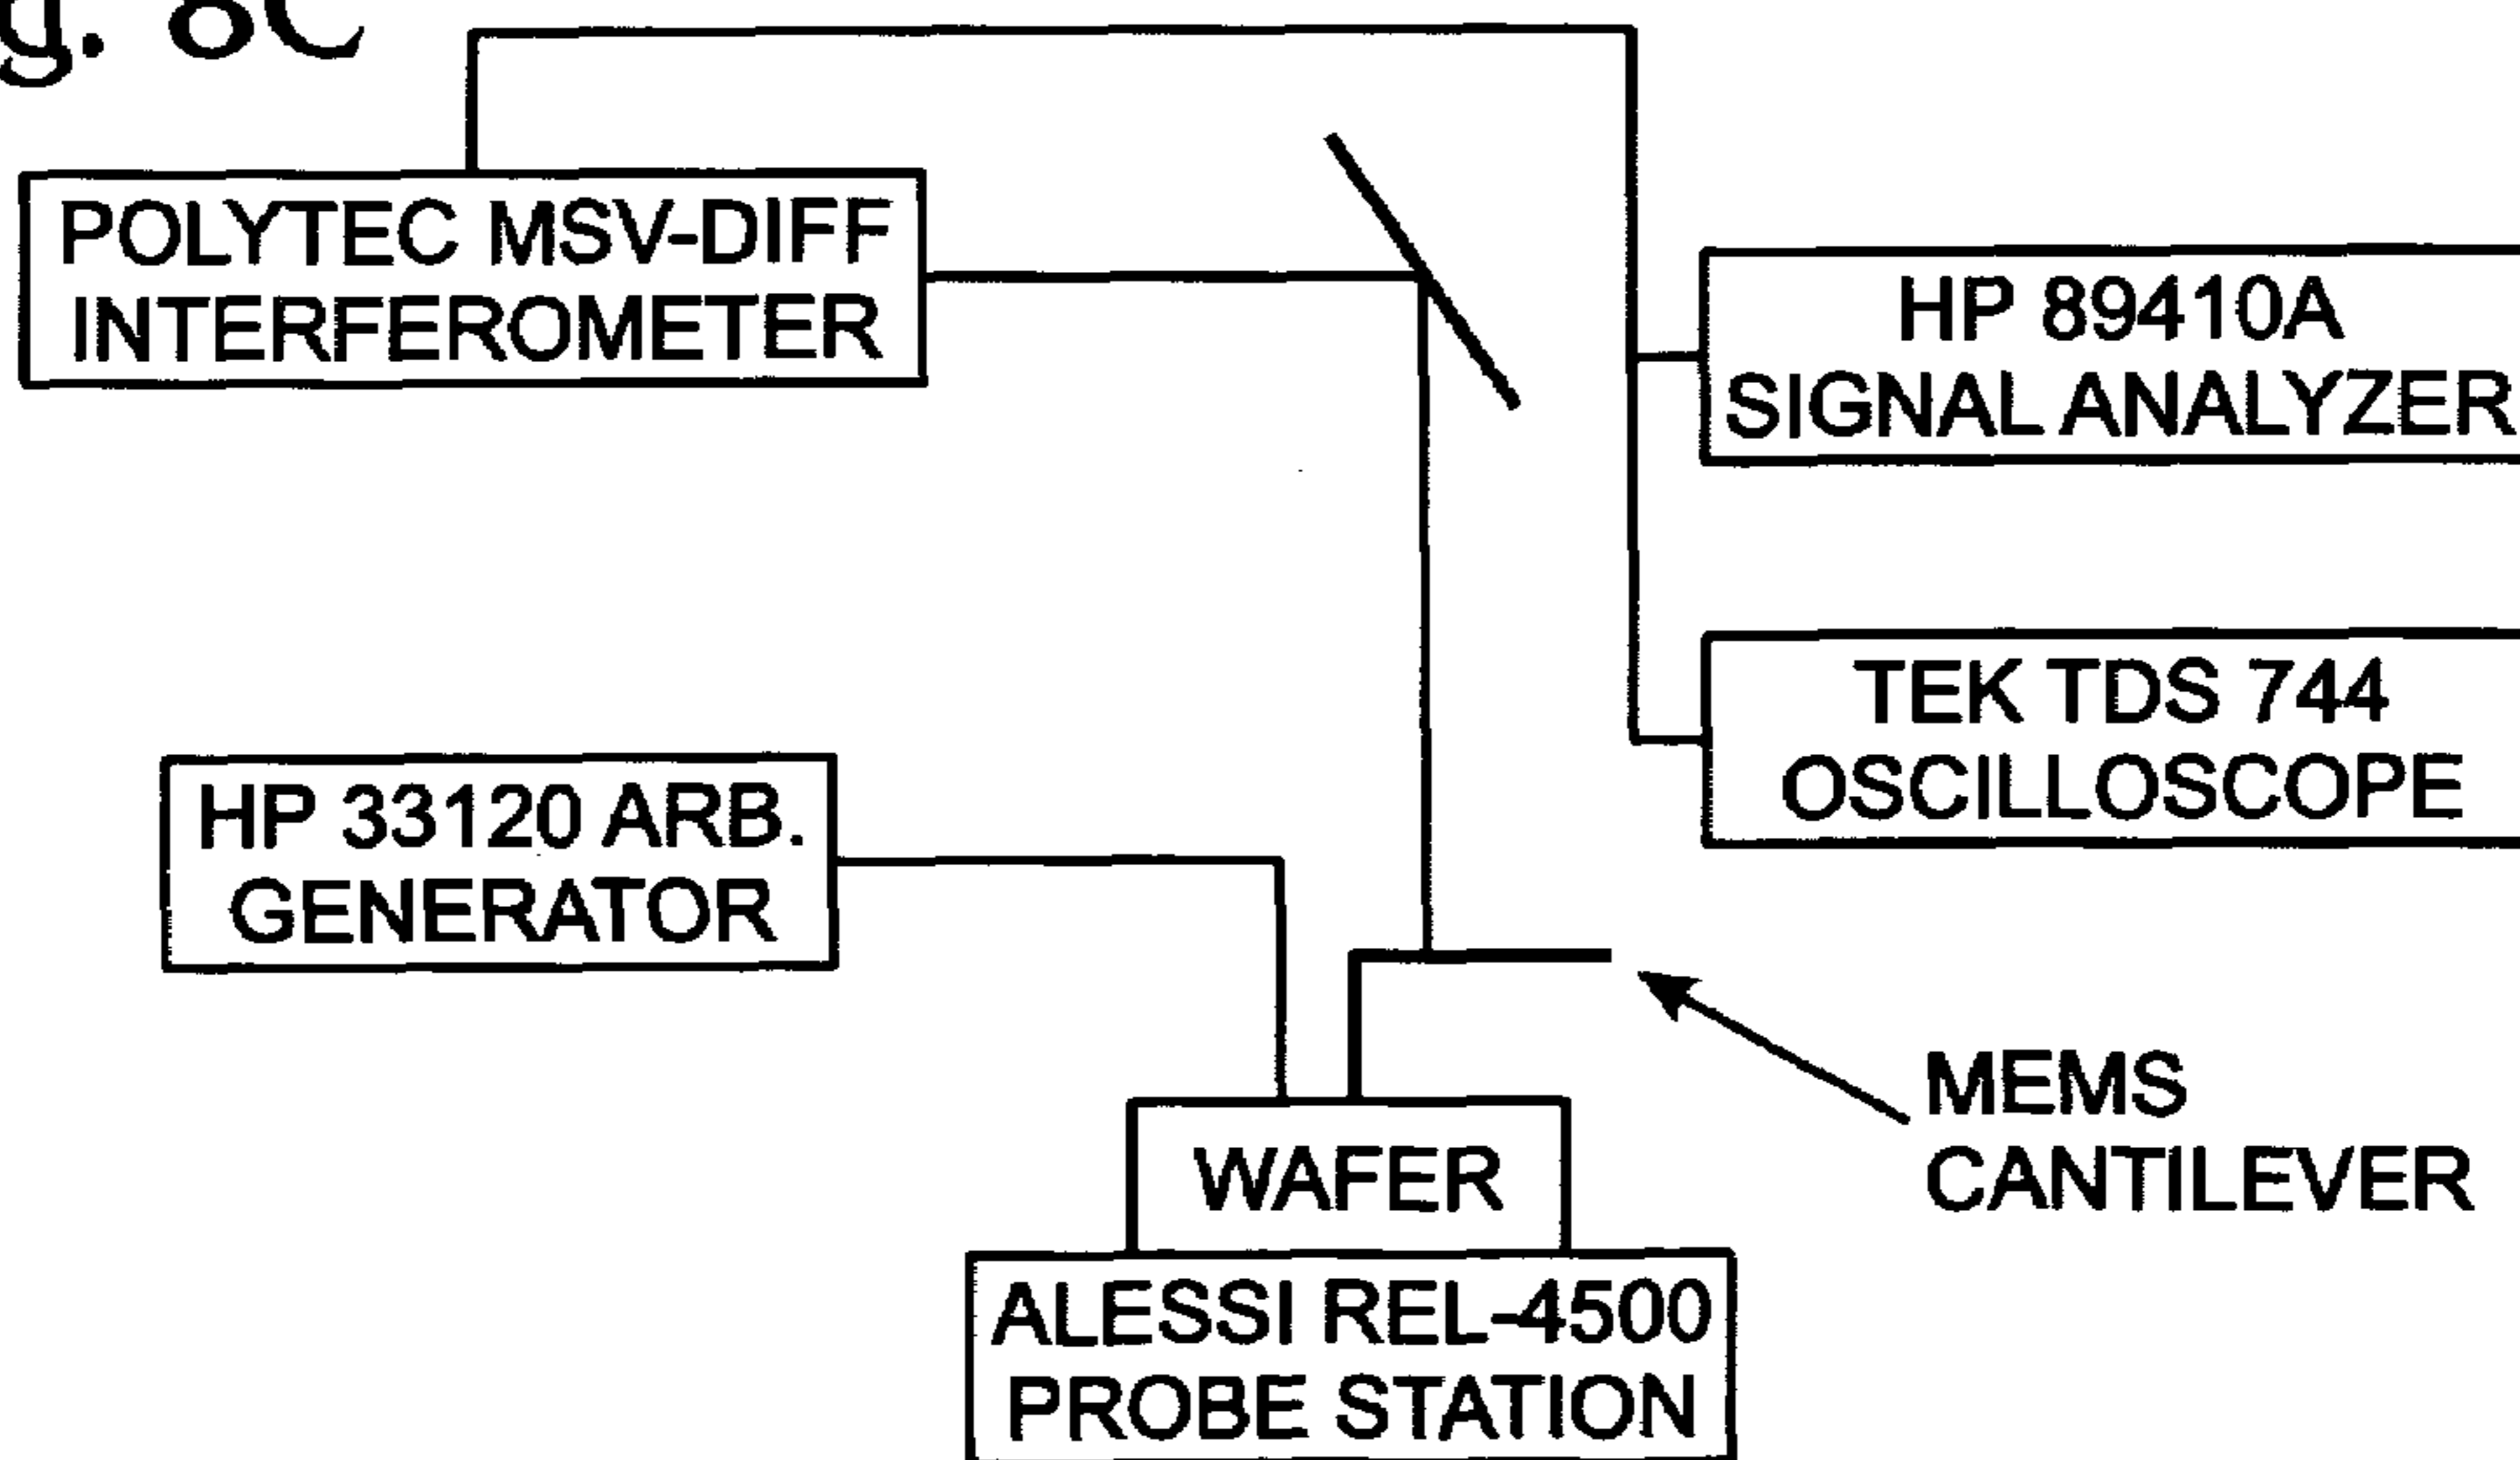 g. 8C
POLYTEC MSV-DIFF
INTERFEROMETER
HP 89410A
SIGNAL ANALYZER
TEK TDS 744
OSCILLOSCOPE
HP 33120 ARB.
GENERATOR
MEMS
CANTILEVER
WAFER
ALESSI REL-4500
PROBE STATION